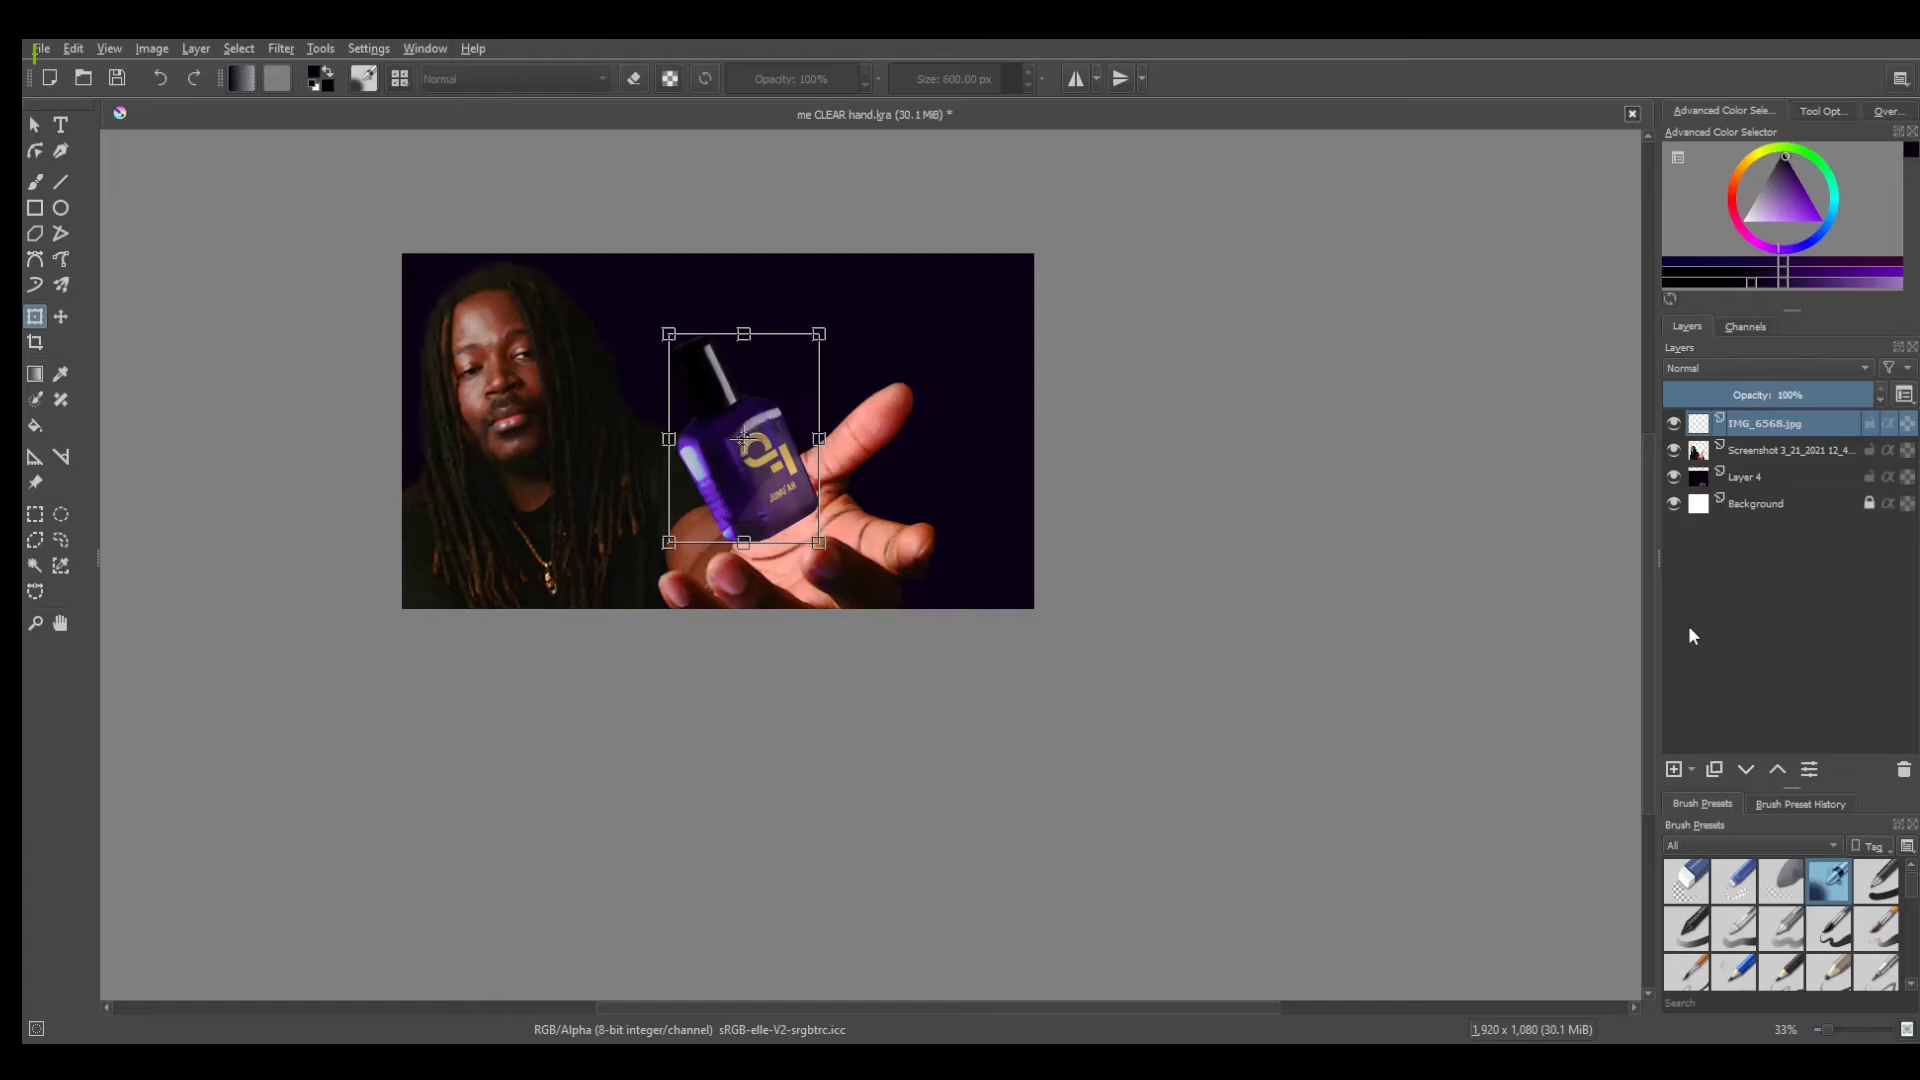 File Edit View Image Layer Select Filter Tools Settings Window Help
Normal
Opacity: 100%
Size: 600.00 px
me CLEAR hand.kra (30.1 MiB) *
Advanced Color Sele... Tool Opt... Over...
Advanced Color Selector
Layers Channels
Layers
Normal
Opacity: 100%
IMG_6568.jpg
Screenshot 3_21_2021 12_4...
Layer 4
Background
JUMU'AH
Brush Presets Brush Preset History
Brush Presets
All Tag
Search
RGB/Alpha (8-bit integer/channel) sRGB-elle-V2-srgbtrc.icc
1,920 x 1,080 (30.1 MiB)
33%